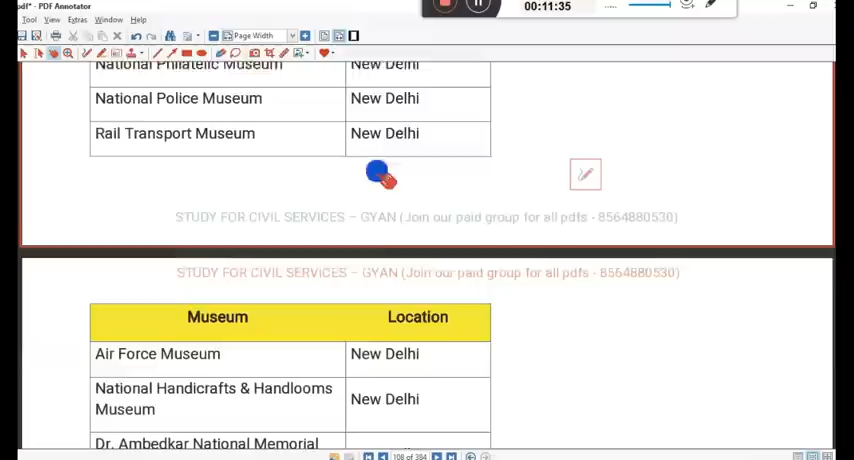 pdf* - PDF Annotator
00:11:35
Tool View Extras Window Help
Page Width
National Philatelic Museum New Delhi
National Police Museum New Delhi
Rail Transport Museum New Delhi
STUDY FOR CIVIL SERVICES – GYAN (Join our paid group for all pdfs - 8564880530)
STUDY FOR CIVIL SERVICES – GYAN (Join our paid group for all pdfs - 8564880530)
Museum Location
Air Force Museum New Delhi
National Handicrafts & Handlooms
Museum New Delhi
Dr. Ambedkar National Memorial
108 of 384